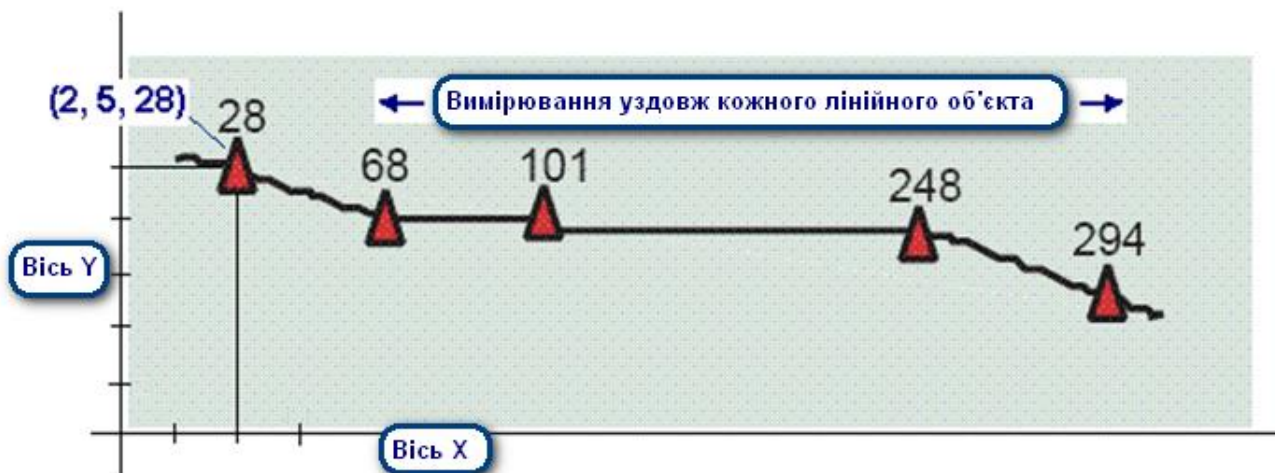 (2, 5, 28)
28
Вимірювання уздовж кожного лінійного об'єкта
68
101
248
294
Вісь Y
Вісь X